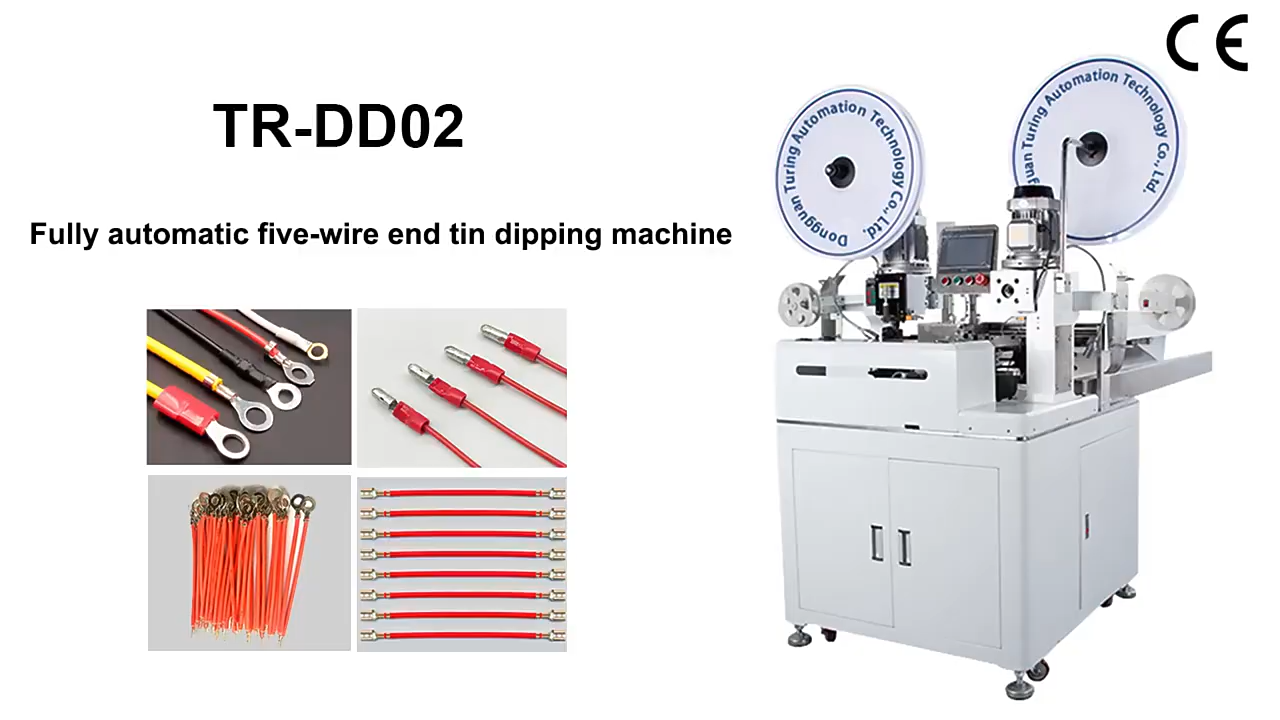 CE
TR-DD02
Fully automatic five-wire end tin dipping machine
Dongguan Turing Automation Technology Co., Ltd.
guan Turing Automation Technology Co., Ltd.